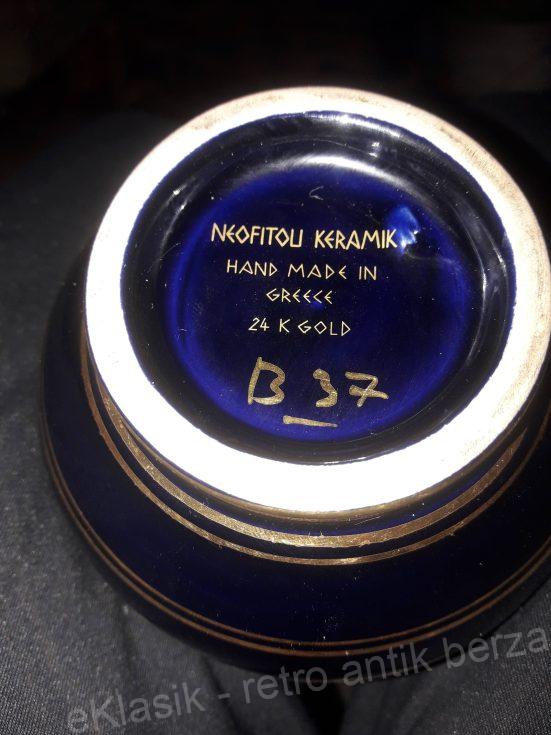 NEOFITOU KERAMIK
HAND MADE IN
GREECE
24 K GOLD
B 37
eKlasik - retro antik berza